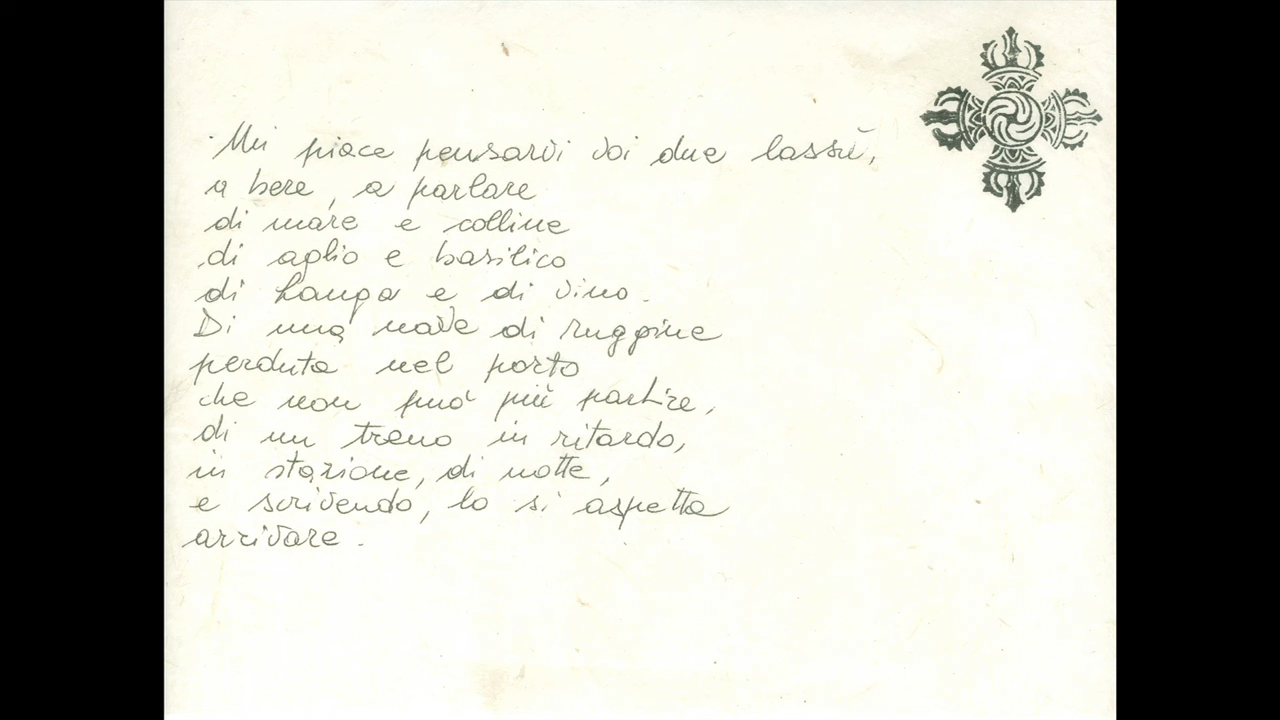 Mi piace pensarvi voi due lassù,
a bere, a parlare
di mare e colline
di aglio e basilico
di Langa e di vino.
Di una nave di ruggine
perduta nel porto
che non può più partire,
di un treno in ritardo,
in stazione, di notte,
e scrivendo, lo si aspetta
arrivare.